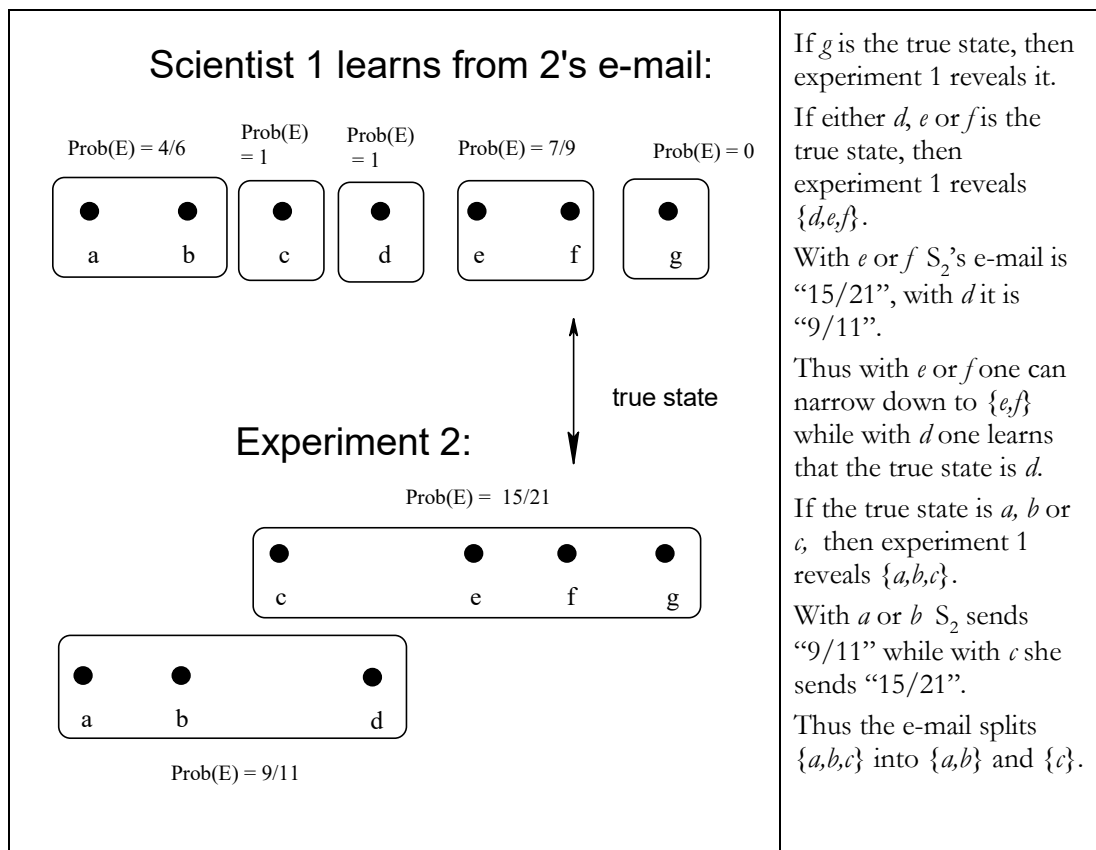 Scientist 1 learns from 2's e-mail:
Prob(E) = 4/6
Prob(E)
= 1
Prob(E)
= 1
Prob(E) = 7/9
Prob(E) = 0
a b c d e f g
true state
Experiment 2:
Prob(E) = 15/21
c e f g
a b d
Prob(E) = 9/11
If g is the true state, then
experiment 1 reveals it.
If either d, e or f is the
true state, then
experiment 1 reveals
{d,e,f}.
With e or f S₂’s e-mail is
“15/21”, with d it is
“9/11”.
Thus with e or f one can
narrow down to {e,f}
while with d one learns
that the true state is d.
If the true state is a, b or
c, then experiment 1
reveals {a,b,c}.
With a or b S₂ sends
“9/11” while with c she
sends “15/21”.
Thus the e-mail splits
{a,b,c} into {a,b} and {c}.